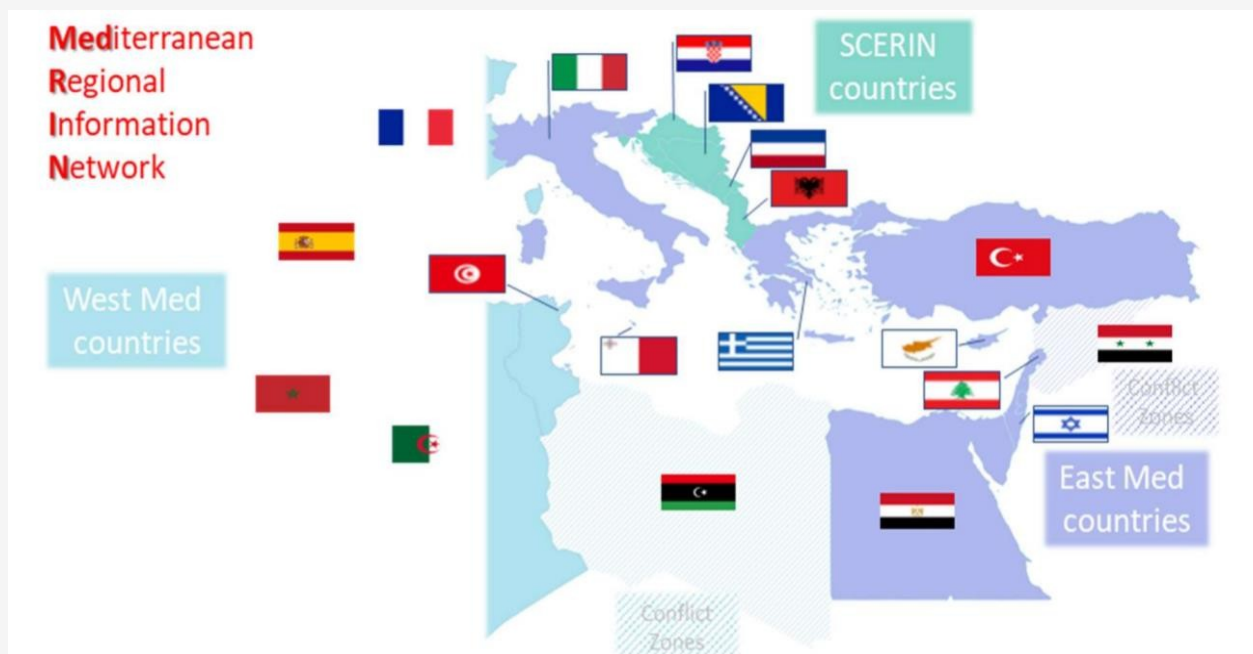 Mediterranean
Regional
Information
Network
SCERIN
countries
West Med
countries
Conflict
Zones
East Med
countries
Conflict
Zones